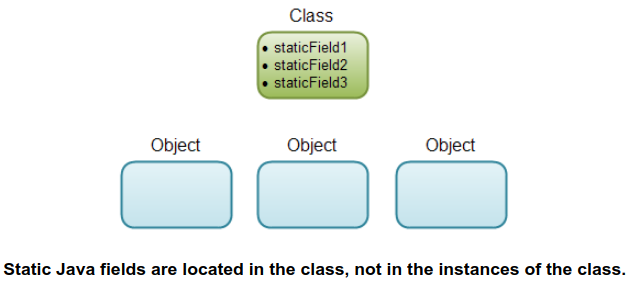 Class
• staticField1
• staticField2
• staticField3
Object Object Object
Static Java fields are located in the class, not in the instances of the class.